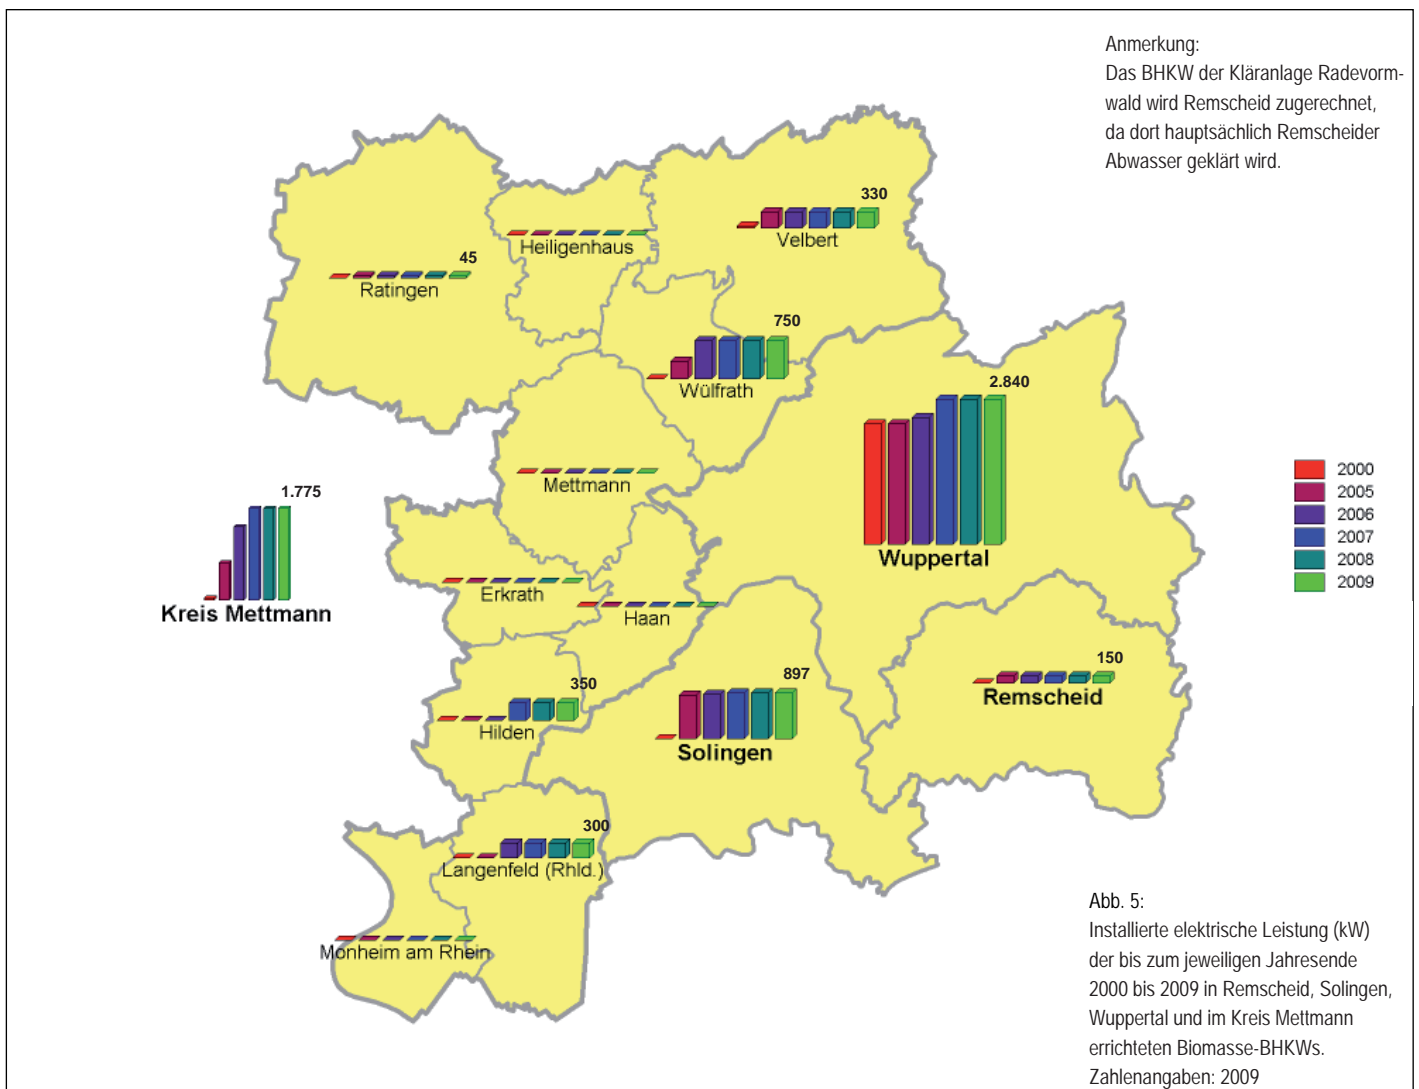 Anmerkung:
Das BHKW der Kläranlage Radevorm-
wald wird Remscheid zugerechnet,
da dort hauptsächlich Remscheider
Abwasser geklärt wird.
330
Velbert
Heiligenhaus
45
Ratingen
750
Wülfrath
2.840
Wuppertal
Mettmann
1.775
Kreis Mettmann
2000
2005
2006
2007
2008
2009
Erkrath
Haan
350
Hilden
897
Solingen
150
Remscheid
300
Langenfeld (Rhld.)
Monheim am Rhein
Abb. 5:
Installierte elektrische Leistung (kW)
der bis zum jeweiligen Jahresende
2000 bis 2009 in Remscheid, Solingen,
Wuppertal und im Kreis Mettmann
errichteten Biomasse-BHKWs.
Zahlenangaben: 2009